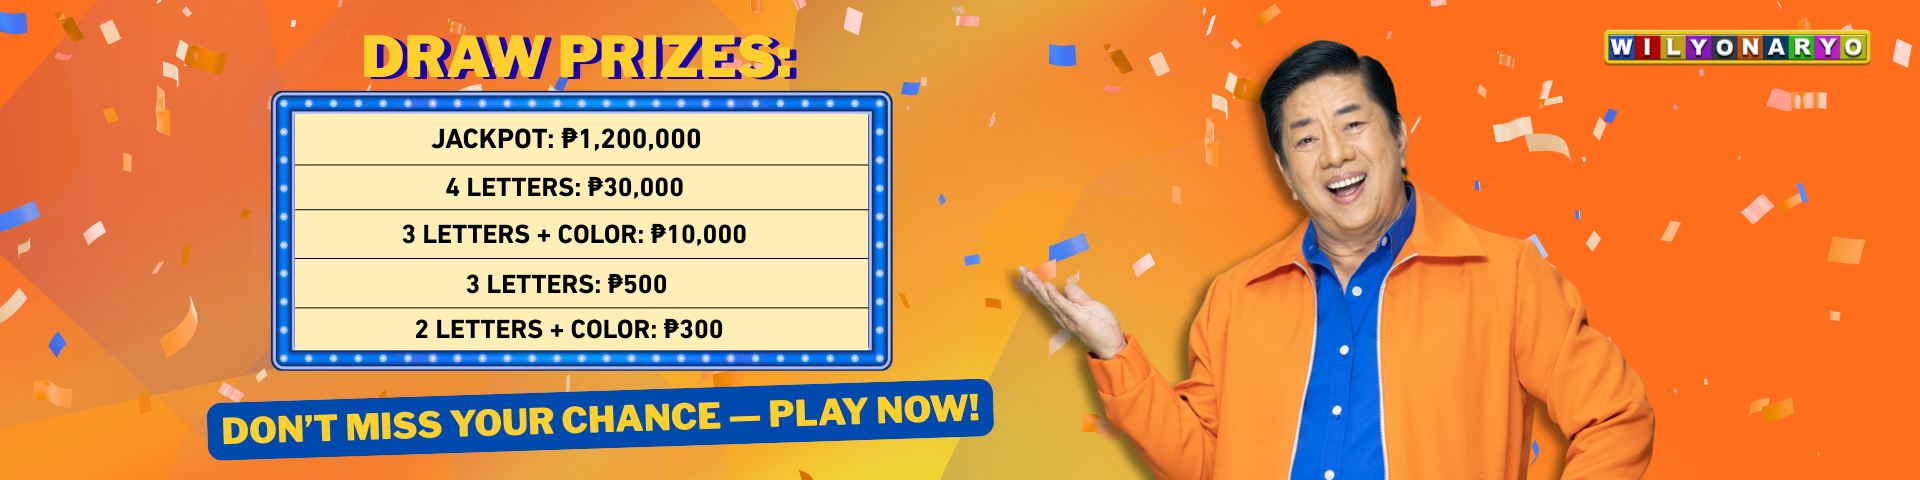 DRAW PRIZES:
WILYONARYO
JACKPOT: ₱1,200,000
4 LETTERS: ₱30,000
3 LETTERS + COLOR: ₱10,000
3 LETTERS: ₱500
2 LETTERS + COLOR: ₱300
DON'T MISS YOUR CHANCE — PLAY NOW!